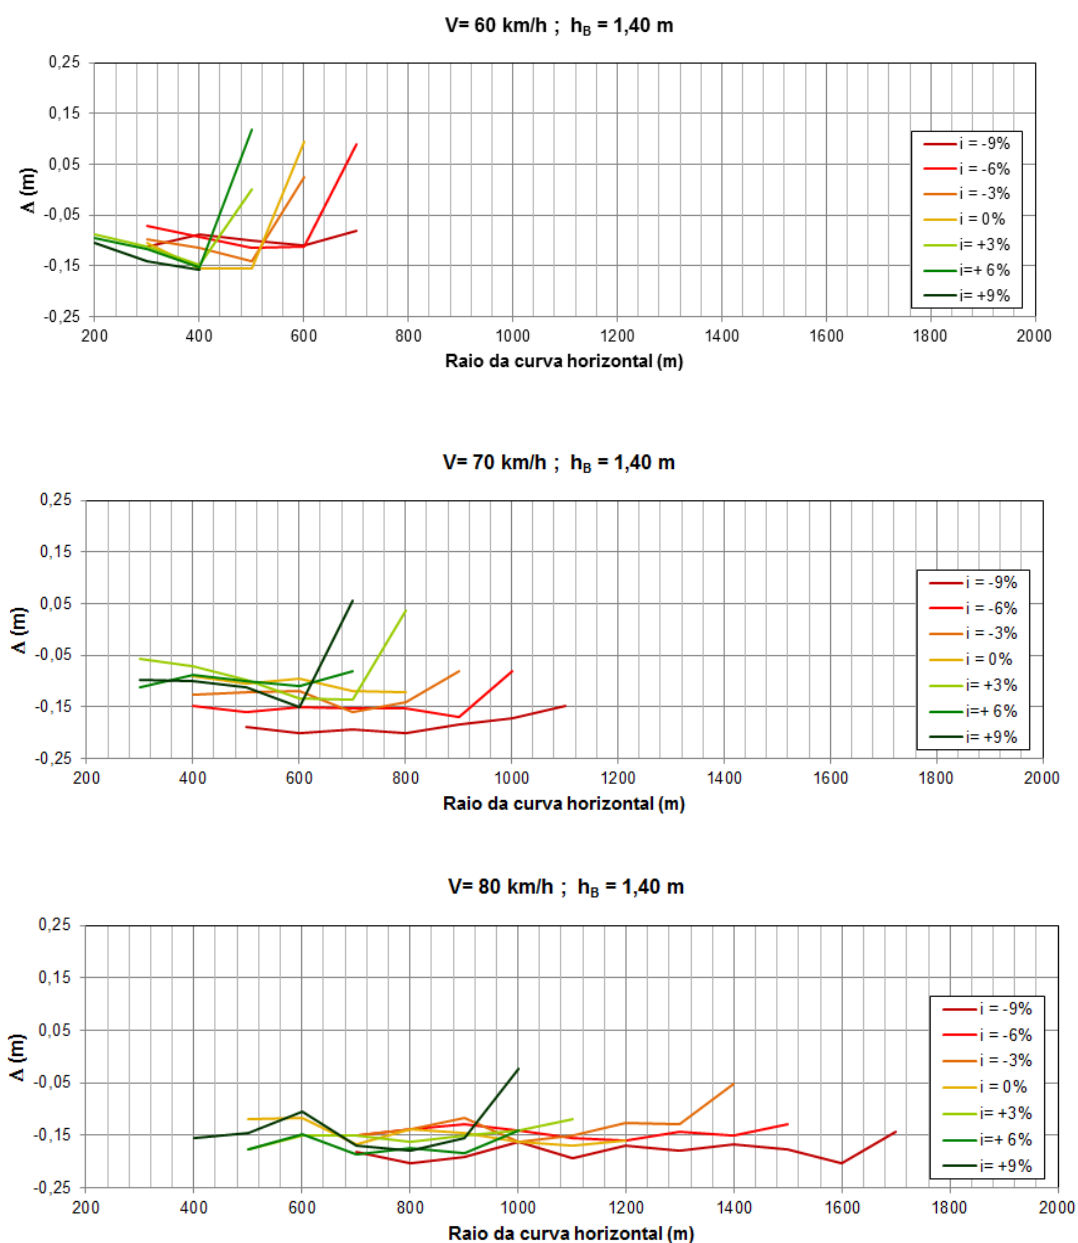 V= 60 km/h ;  hB = 1,40 m
0,25
0,15
0,05
-0,05
-0,15
-0,25
Δ (m)
i = -9%
i = -6%
i = -3%
i = 0%
i= +3%
i=+ 6%
i= +9%
200 400 600 800 1000 1200 1400 1600 1800 2000
Raio da curva horizontal (m)
V= 70 km/h ;  hB = 1,40 m
0,25
0,15
0,05
-0,05
-0,15
-0,25
Δ (m)
i = -9%
i = -6%
i = -3%
i = 0%
i= +3%
i=+ 6%
i= +9%
200 400 600 800 1000 1200 1400 1600 1800 2000
Raio da curva horizontal (m)
V= 80 km/h ;  hB = 1,40 m
0,25
0,15
0,05
-0,05
-0,15
-0,25
Δ (m)
i = -9%
i = -6%
i = -3%
i = 0%
i= +3%
i=+ 6%
i= +9%
200 400 600 800 1000 1200 1400 1600 1800 2000
Raio da curva horizontal (m)